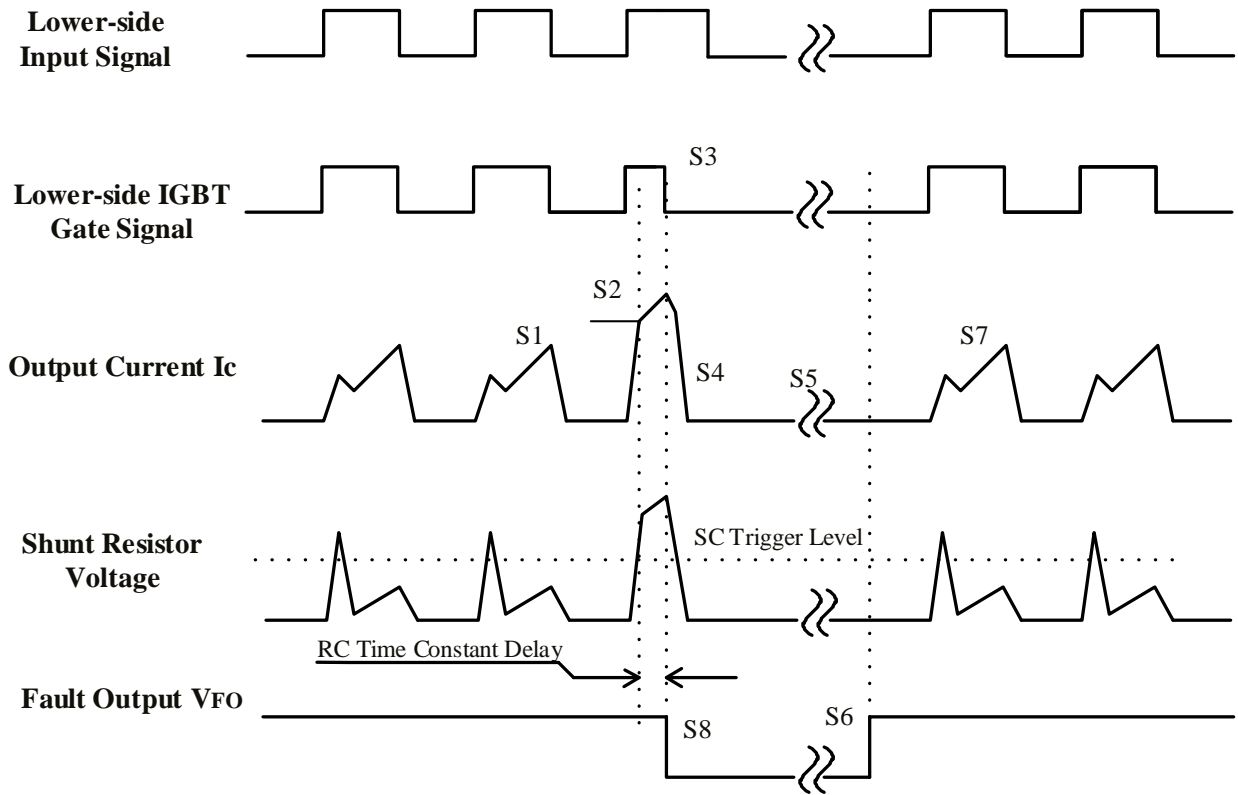 Lower-side
Input Signal
S3
Lower-side IGBT
Gate Signal
S2
S1
S7
Output Current Ic
S4
S5
SC Trigger Level
Shunt Resistor
Voltage
RC Time Constant Delay
Fault Output VFO
S8
S6